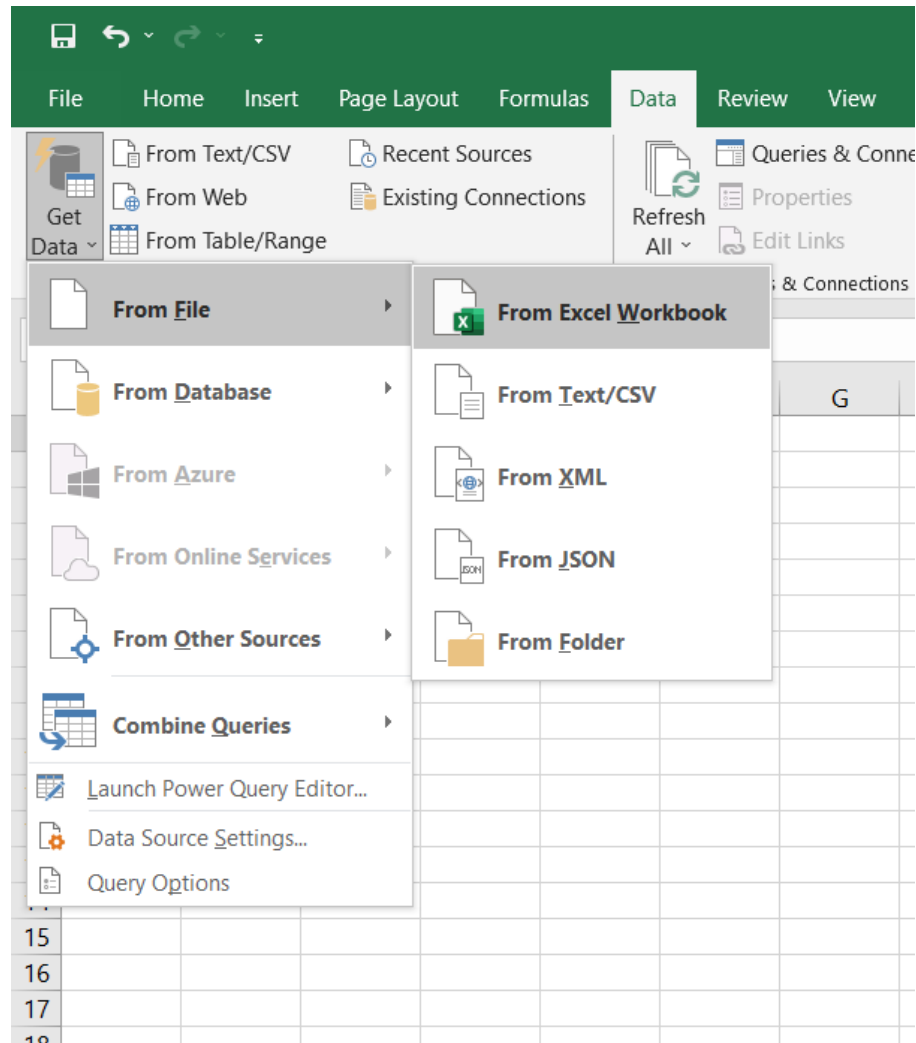 File Home Insert Page Layout Formulas Data Review View
Get Data
From Text/CSV
From Web
From Table/Range
Recent Sources
Existing Connections
Refresh All
Queries &
Properties
Edit Links
& Connections
From File
From Database
From Azure
From Online Services
From Other Sources
Combine Queries
Launch Power Query Editor...
Data Source Settings...
Query Options
From Excel Workbook
From Text/CSV
From XML
JSON
From JSON
From Folder
G
15
16
17